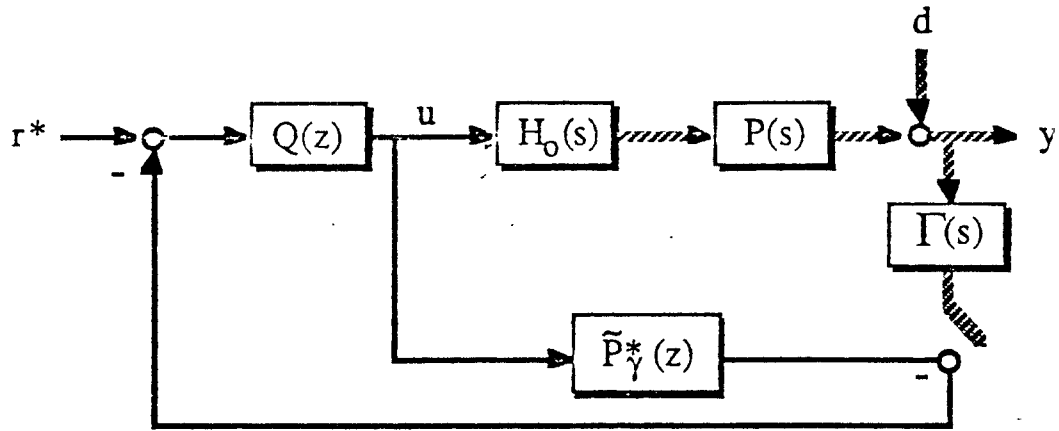 d
r* - Q(z) u H_o(s) P(s) y
Γ(s)
P̃*_γ(z) -